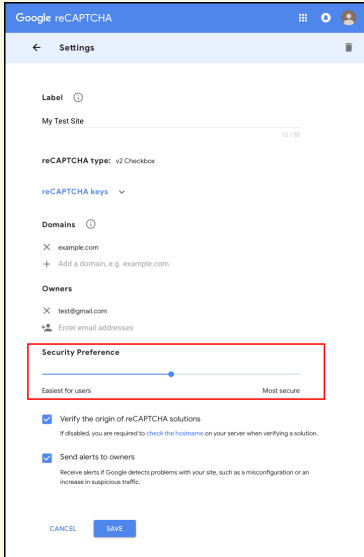 Google reCAPTCHA
Settings
Label
My Test Site
12 / 50
reCAPTCHA type: v2 Checkbox
reCAPTCHA keys
Domains
example.com
Add a domain, e.g. example.com
Owners
test@gmail.com
Enter email addresses
Security Preference
Easiest for users Most secure
Verify the origin of reCAPTCHA solutions
If disabled, you are required to check the hostname on your server when verifying a solution.
Send alerts to owners
Receive alerts if Google detects problems with your site, such as a misconfiguration or an
increase in suspicious traffic.
CANCEL SAVE